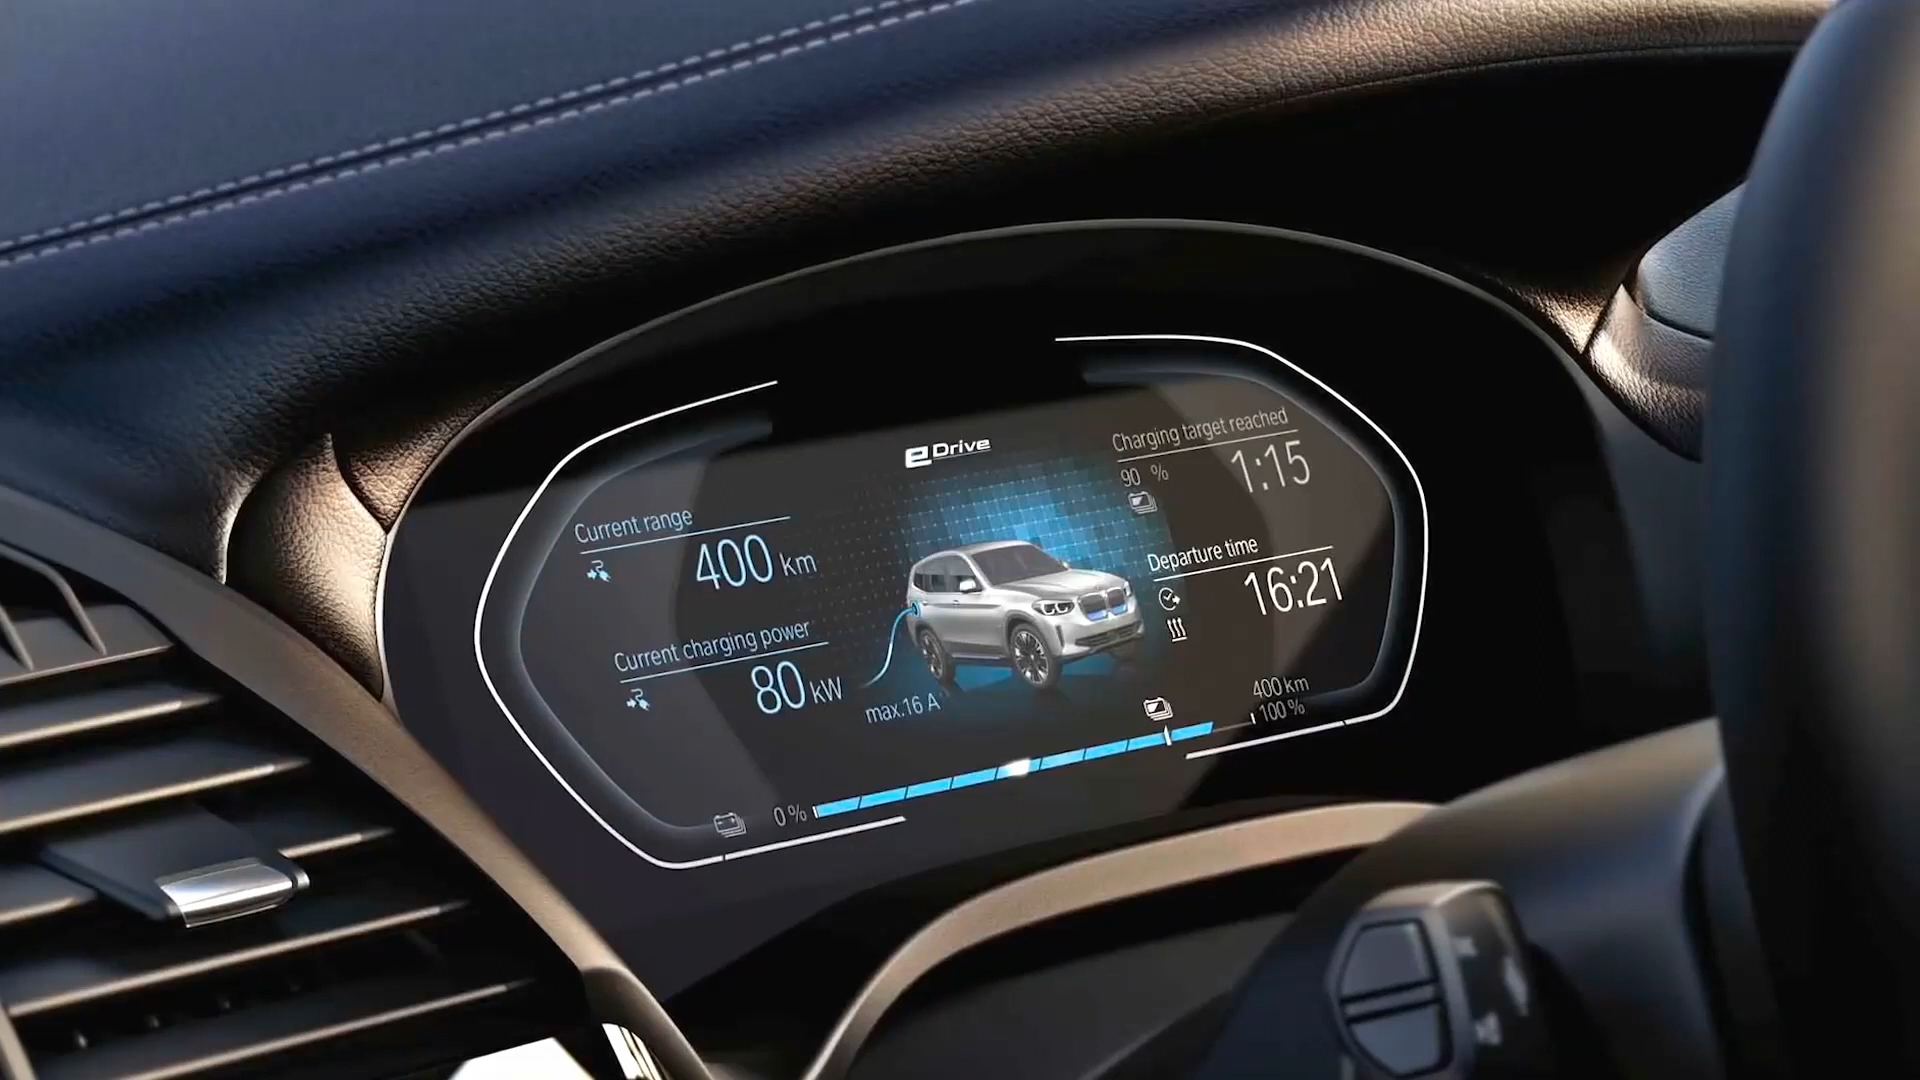 eDrive
Current range
400 km
Current charging power
80 kW
max.16 A
Charging target reached
90 %
1:15
Departure time
16:21
400 km
100 %
0 %